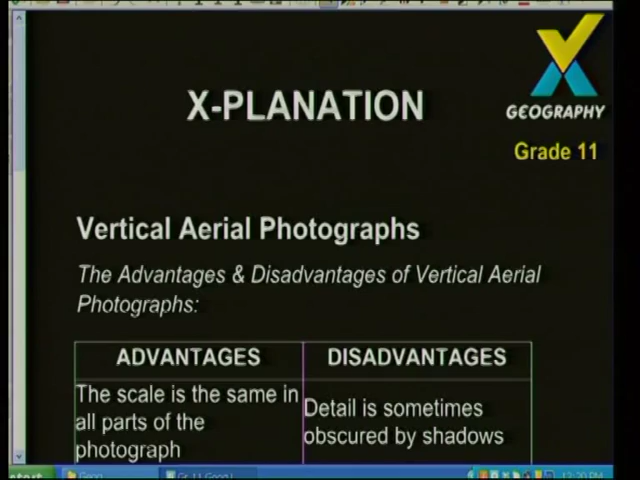 X-PLANATION
GEOGRAPHY
Grade 11
Vertical Aerial Photographs
The Advantages & Disadvantages of Vertical Aerial
Photographs:
ADVANTAGES
DISADVANTAGES
The scale is the same in
all parts of the
photograph
Detail is sometimes
obscured by shadows
start